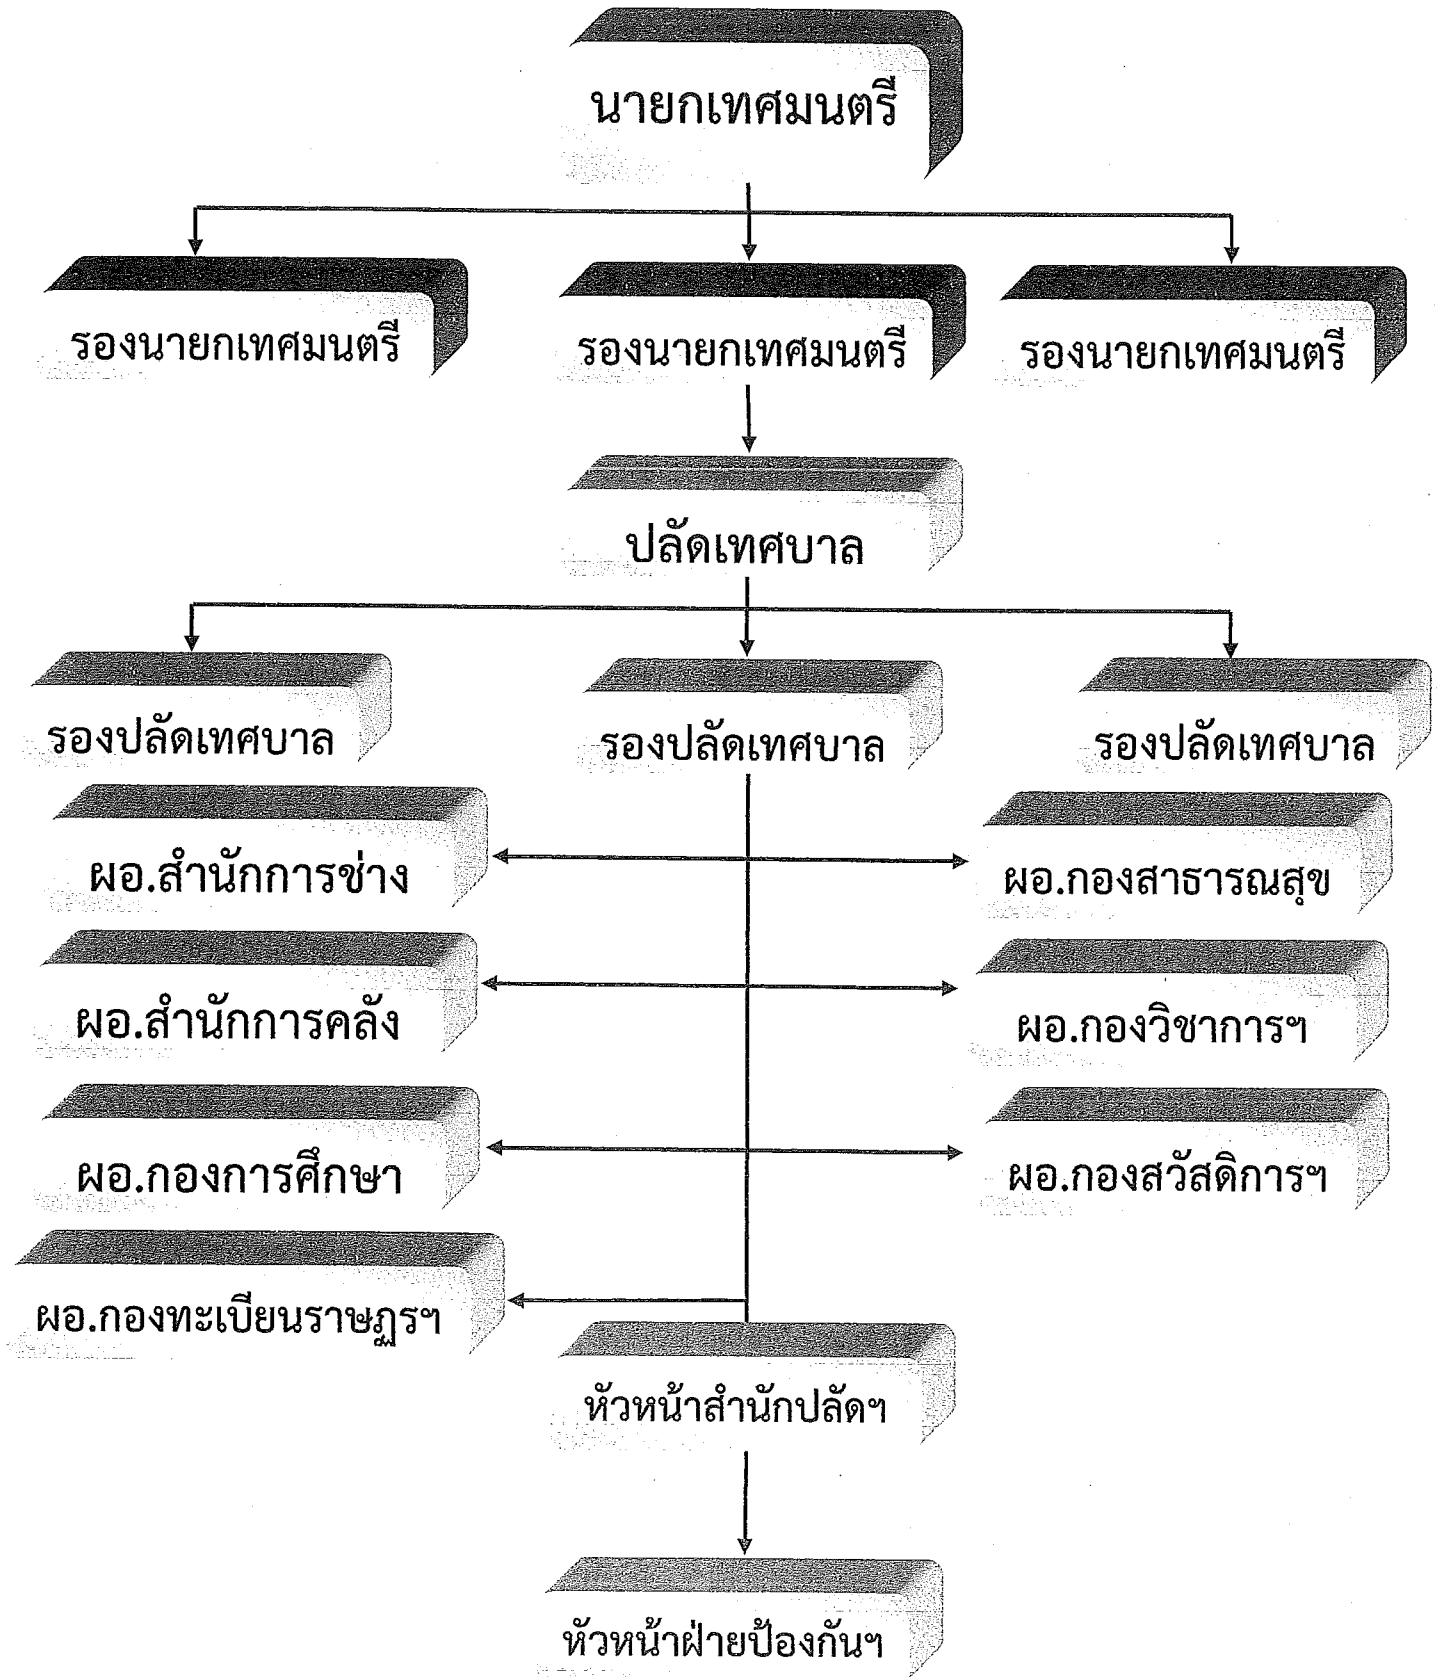 นายกเทศมนตรี
รองนายกเทศมนตรี
รองนายกเทศมนตรี
รองนายกเทศมนตรี
ปลัดเทศบาล
รองปลัดเทศบาล
รองปลัดเทศบาล
รองปลัดเทศบาล
ผอ.สำนักการช่าง
ผอ.กองสาธารณสุข
ผอ.สำนักการคลัง
ผอ.กองวิชาการฯ
ผอ.กองการศึกษา
ผอ.กองสวัสดิการฯ
ผอ.กองทะเบียนราษฎรฯ
หัวหน้าสำนักปลัดฯ
หัวหน้าฝ่ายป้องกันฯ